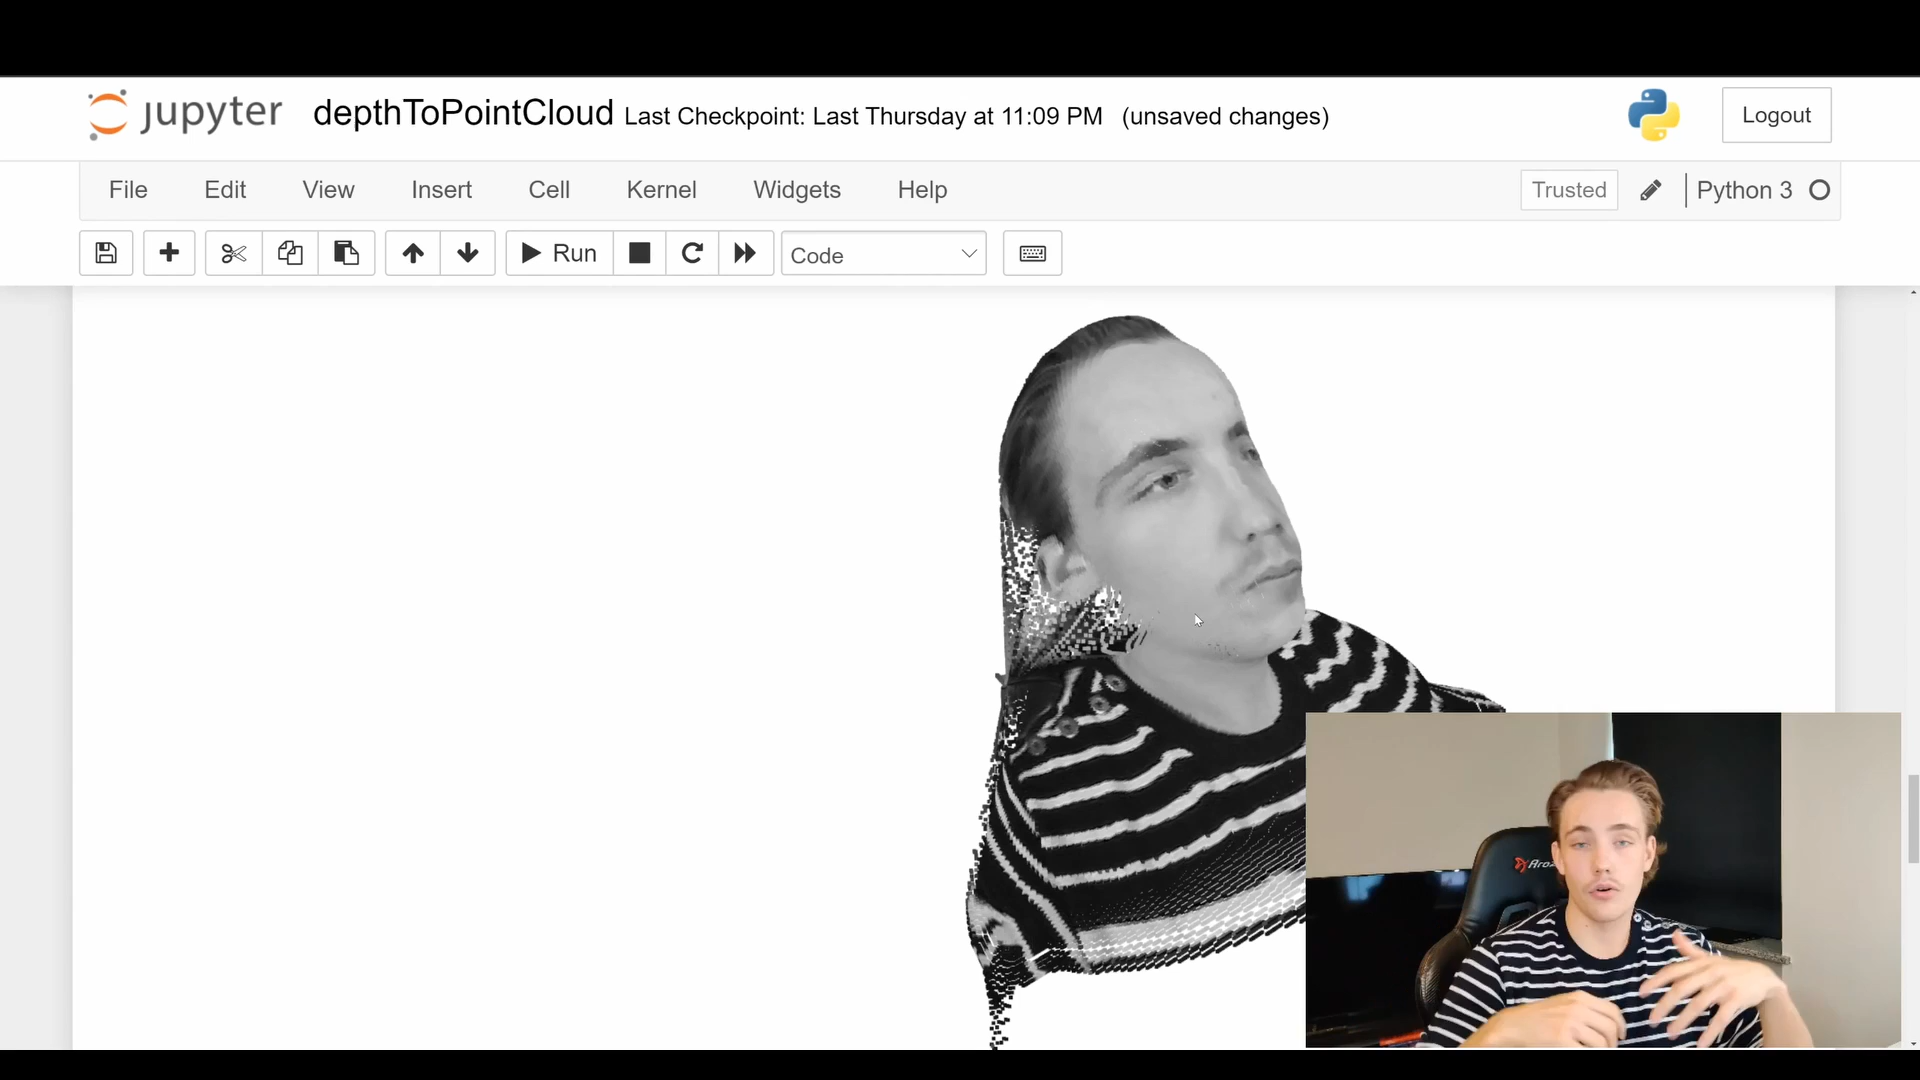 jupyter depthToPointCloud Last Checkpoint: Last Thursday at 11:09 PM (unsaved changes)
Logout
File Edit View Insert Cell Kernel Widgets Help
Trusted Python 3
Run Code